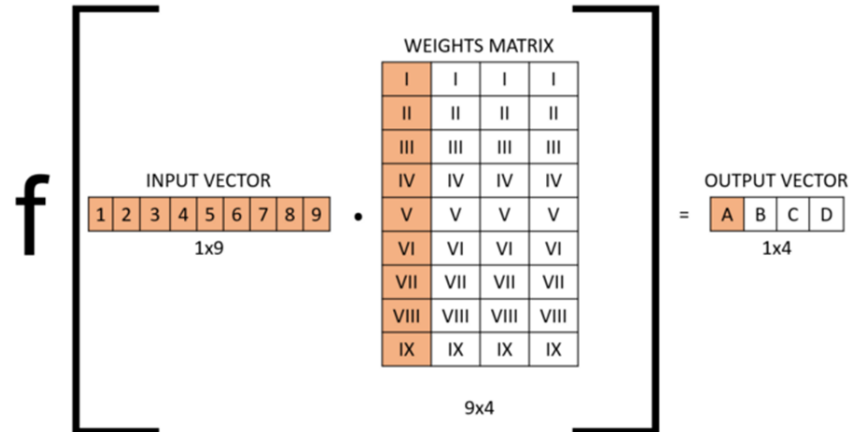 WEIGHTS MATRIX
I I I I
II II II II
III III III III
INPUT VECTOR IV IV IV IV OUTPUT VECTOR
f 1 2 3 4 5 6 7 8 9 • V V V V = A B C D
1x9 VI VI VI VI 1x4
VII VII VII VII
VIII VIII VIII VIII
IX IX IX IX
9x4